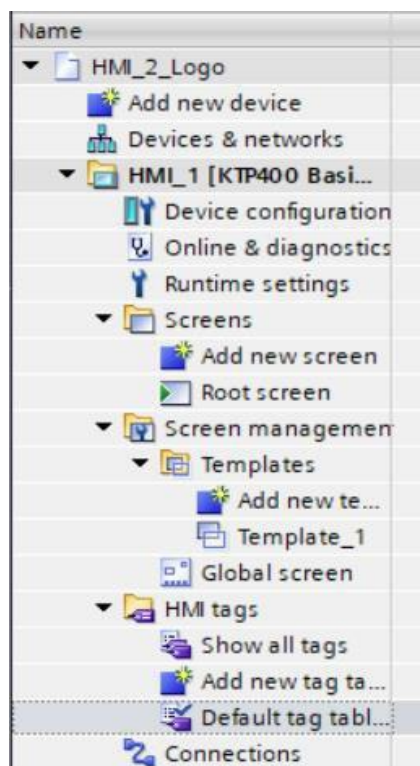 Name
HMI_2_Logo
Add new device
Devices & networks
HMI_1 [KTP400 Basi...
Device configuration
Online & diagnostics
Runtime settings
Screens
Add new screen
Root screen
Screen managemen
Templates
Add new te...
Template_1
Global screen
HMI tags
Show all tags
Add new tag ta...
Default tag tabl...
Connections